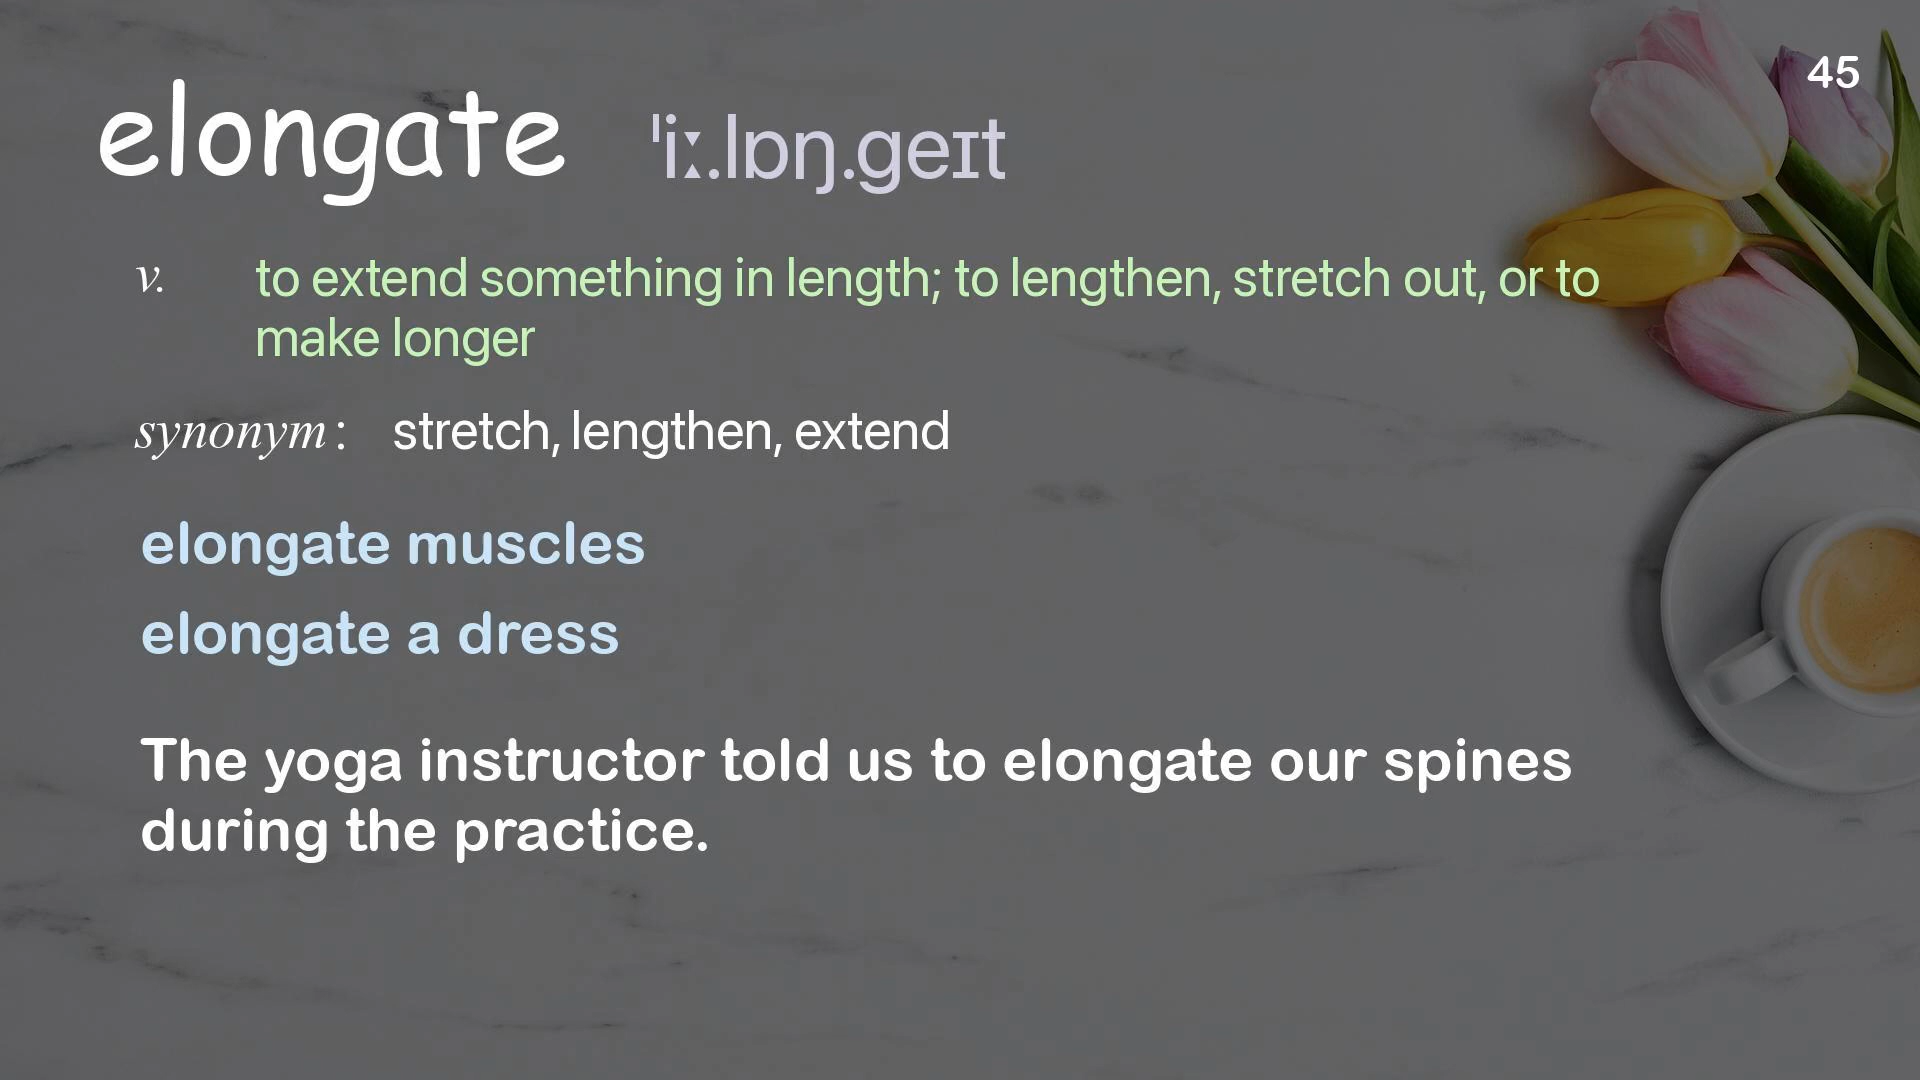 45
elongate ˈiː.lɒŋ.ɡeɪt
v. to extend something in length; to lengthen, stretch out, or to
make longer
synonym: stretch, lengthen, extend
elongate muscles
elongate a dress
The yoga instructor told us to elongate our spines
during the practice.